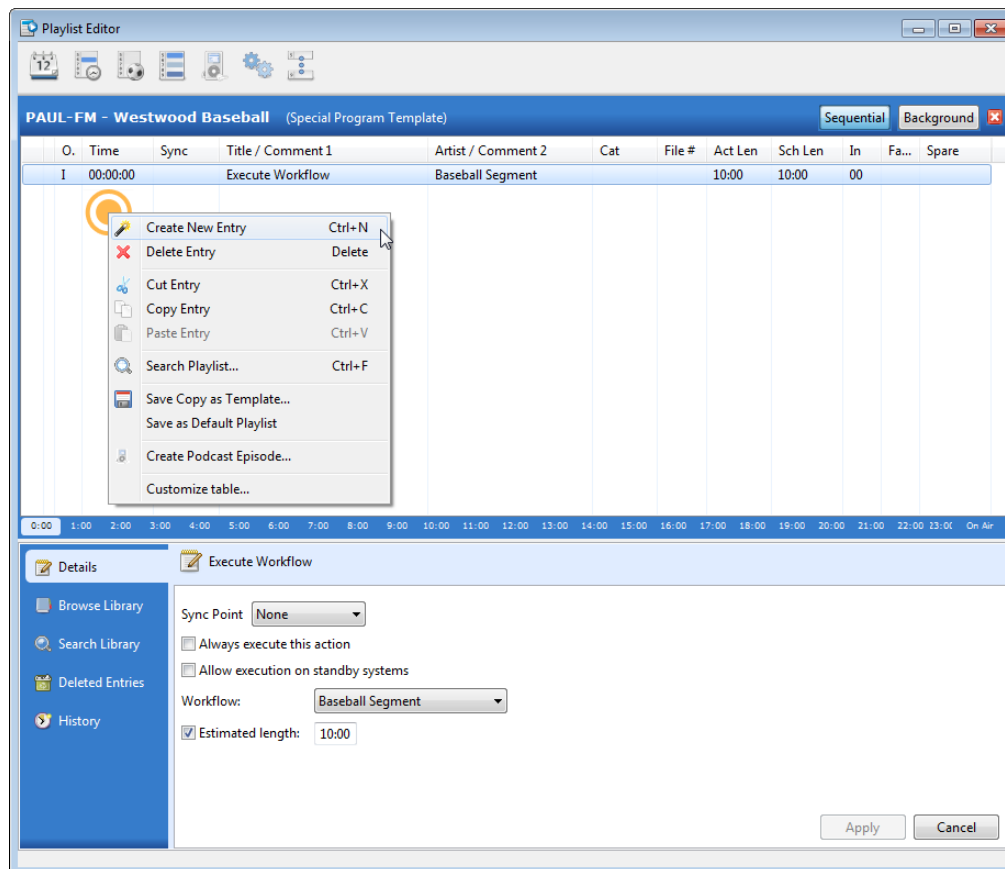 Playlist Editor
12
PAUL-FM - Westwood Baseball (Special Program Template) Sequential Background
O. Time Sync Title / Comment 1 Artist / Comment 2 Cat File # Act Len Sch Len In Fa... Spare
I 00:00:00 Execute Workflow Baseball Segment 10:00 10:00 00
Create New Entry Ctrl+N
Delete Entry Delete
Cut Entry Ctrl+X
Copy Entry Ctrl+C
Paste Entry Ctrl+V
Search Playlist... Ctrl+F
Save Copy as Template...
Save as Default Playlist
Create Podcast Episode...
Customize table...
0:00 1:00 2:00 3:00 4:00 5:00 6:00 7:00 8:00 9:00 10:00 11:00 12:00 13:00 14:00 15:00 16:00 17:00 18:00 19:00 20:00 21:00 22:00 23:0( On Air
Details
Browse Library
Search Library
Deleted Entries
History
Execute Workflow
Sync Point None
Always execute this action
Allow execution on standby systems
Workflow: Baseball Segment
Estimated length: 10:00
Apply Cancel